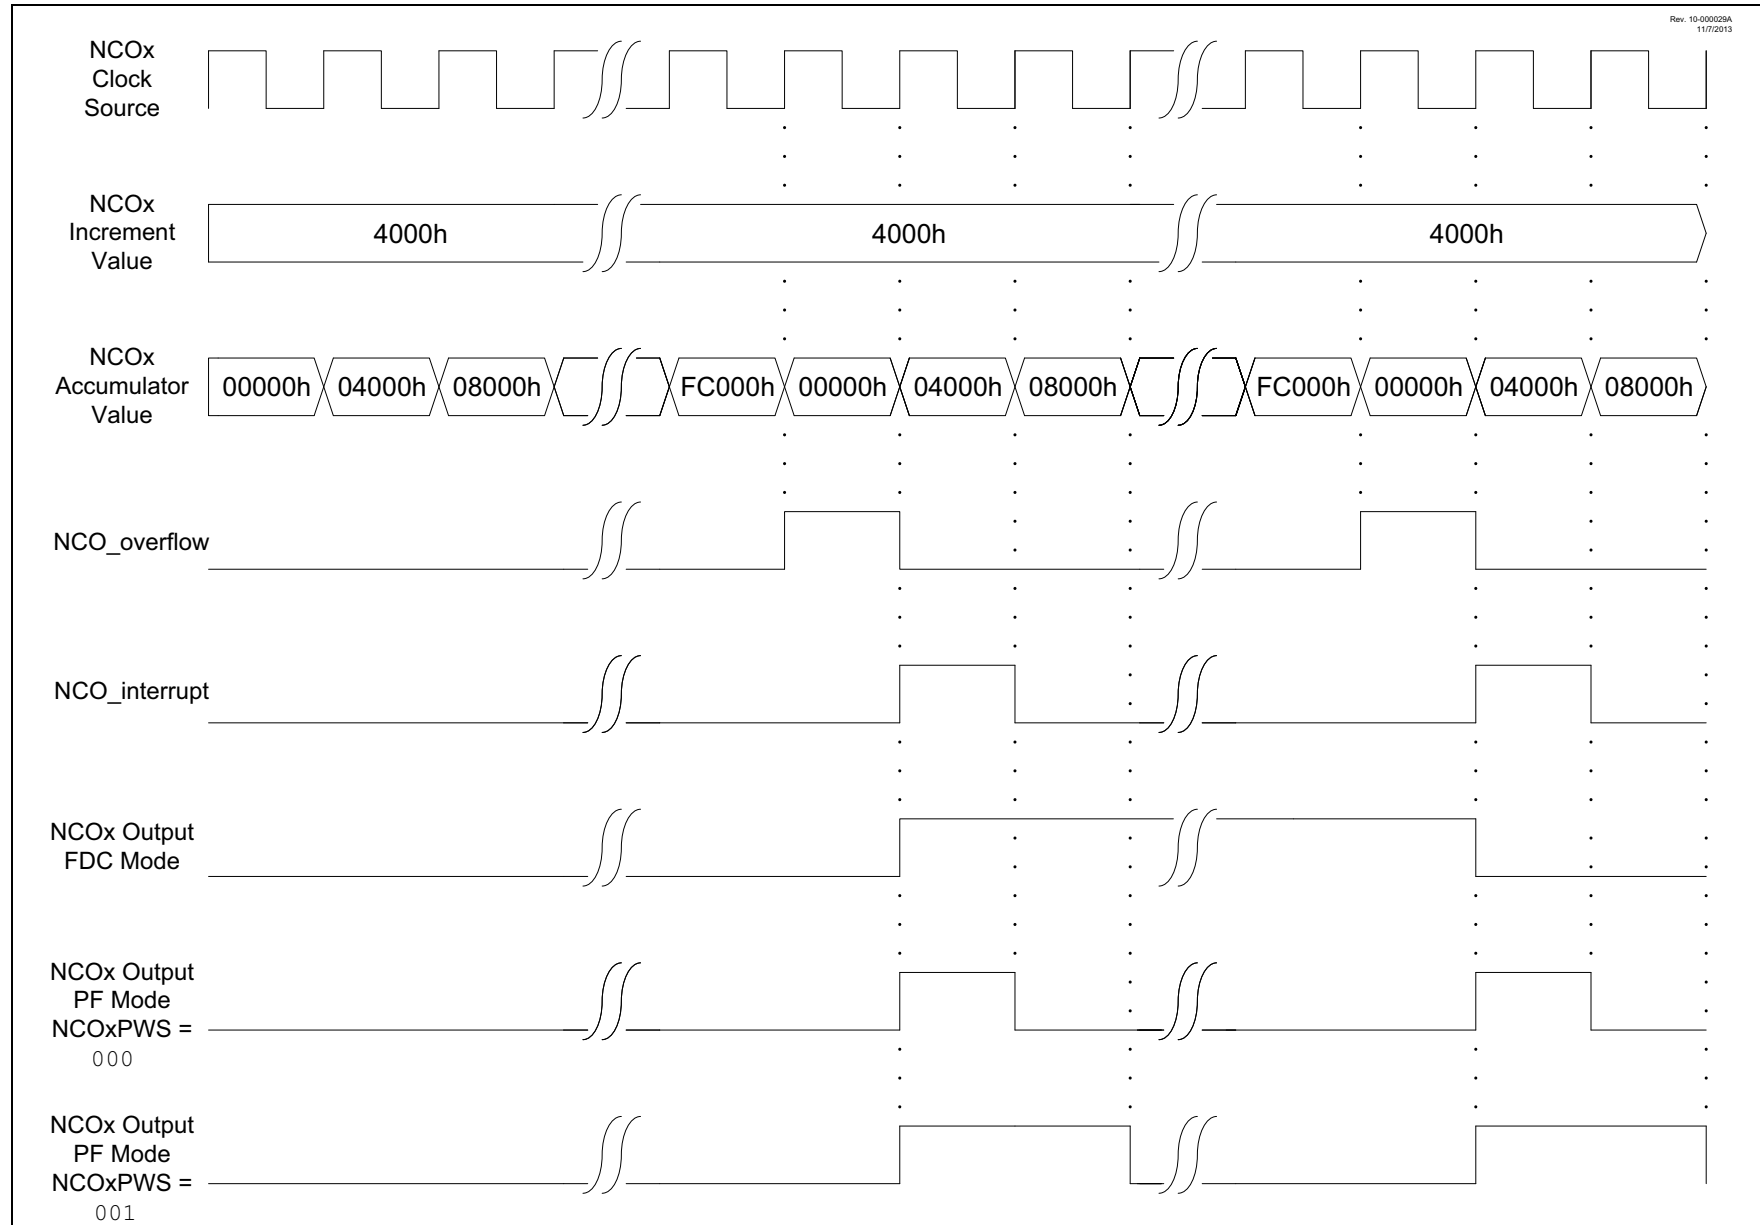 Rev. 10-000029A
11/7/2013
NCOx
Clock
Source
NCOx
Increment
Value
4000h
4000h
4000h
NCOx
Accumulator
Value
00000h
04000h
08000h
FC000h
00000h
04000h
08000h
FC000h
00000h
04000h
08000h
NCO_overflow
NCO_interrupt
NCOx Output
FDC Mode
NCOx Output
PF Mode
NCOxPWS =
000
NCOx Output
PF Mode
NCOxPWS =
001